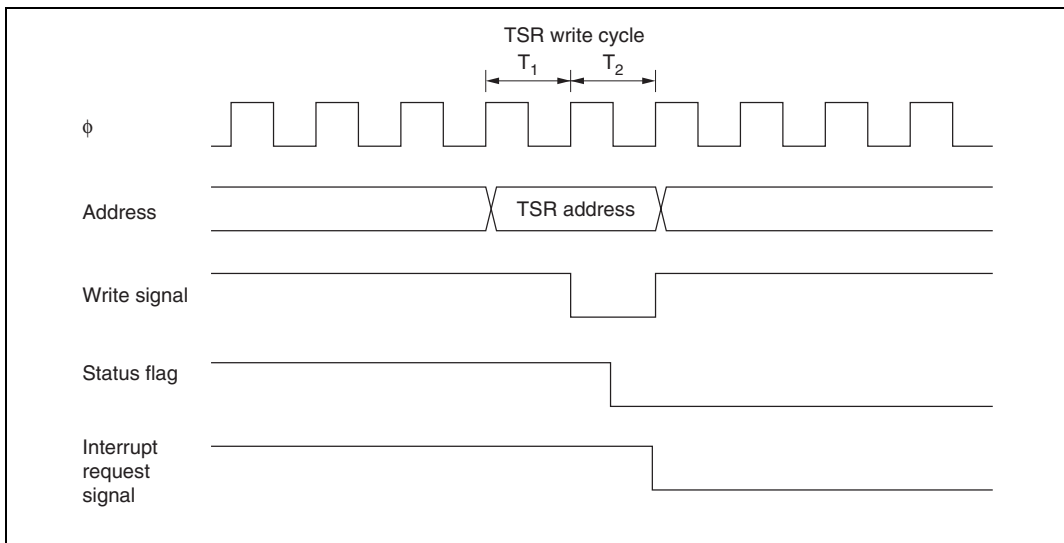 TSR write cycle
T₁ T₂
ϕ
Address
TSR address
Write signal
Status flag
Interrupt
request
signal